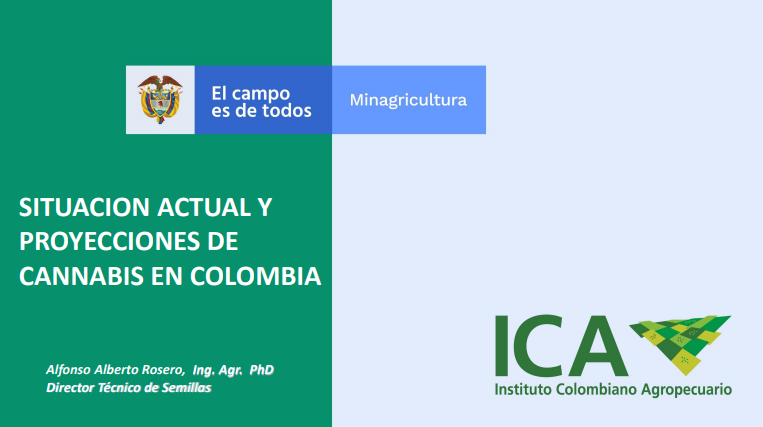 El campo
es de todos
Minagricultura
SITUACION ACTUAL Y
PROYECCIONES DE
CANNABIS EN COLOMBIA
Alfonso Alberto Rosero, Ing. Agr. PhD
Director Técnico de Semillas
ICA
Instituto Colombiano Agropecuario